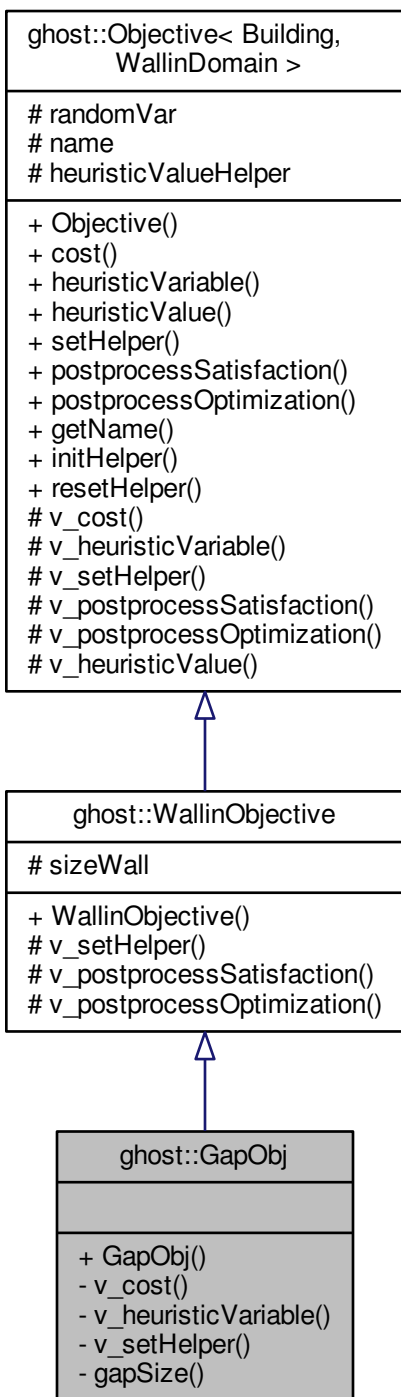 ghost::Objective< Building,
WallinDomain >
# randomVar
# name
# heuristicValueHelper
+ Objective()
+ cost()
+ heuristicVariable()
+ heuristicValue()
+ setHelper()
+ postprocessSatisfaction()
+ postprocessOptimization()
+ getName()
+ initHelper()
+ resetHelper()
# v_cost()
# v_heuristicVariable()
# v_setHelper()
# v_postprocessSatisfaction()
# v_postprocessOptimization()
# v_heuristicValue()
ghost::WallinObjective
# sizeWall
+ WallinObjective()
# v_setHelper()
# v_postprocessSatisfaction()
# v_postprocessOptimization()
ghost::GapObj
+ GapObj()
- v_cost()
- v_heuristicVariable()
- v_setHelper()
- gapSize()